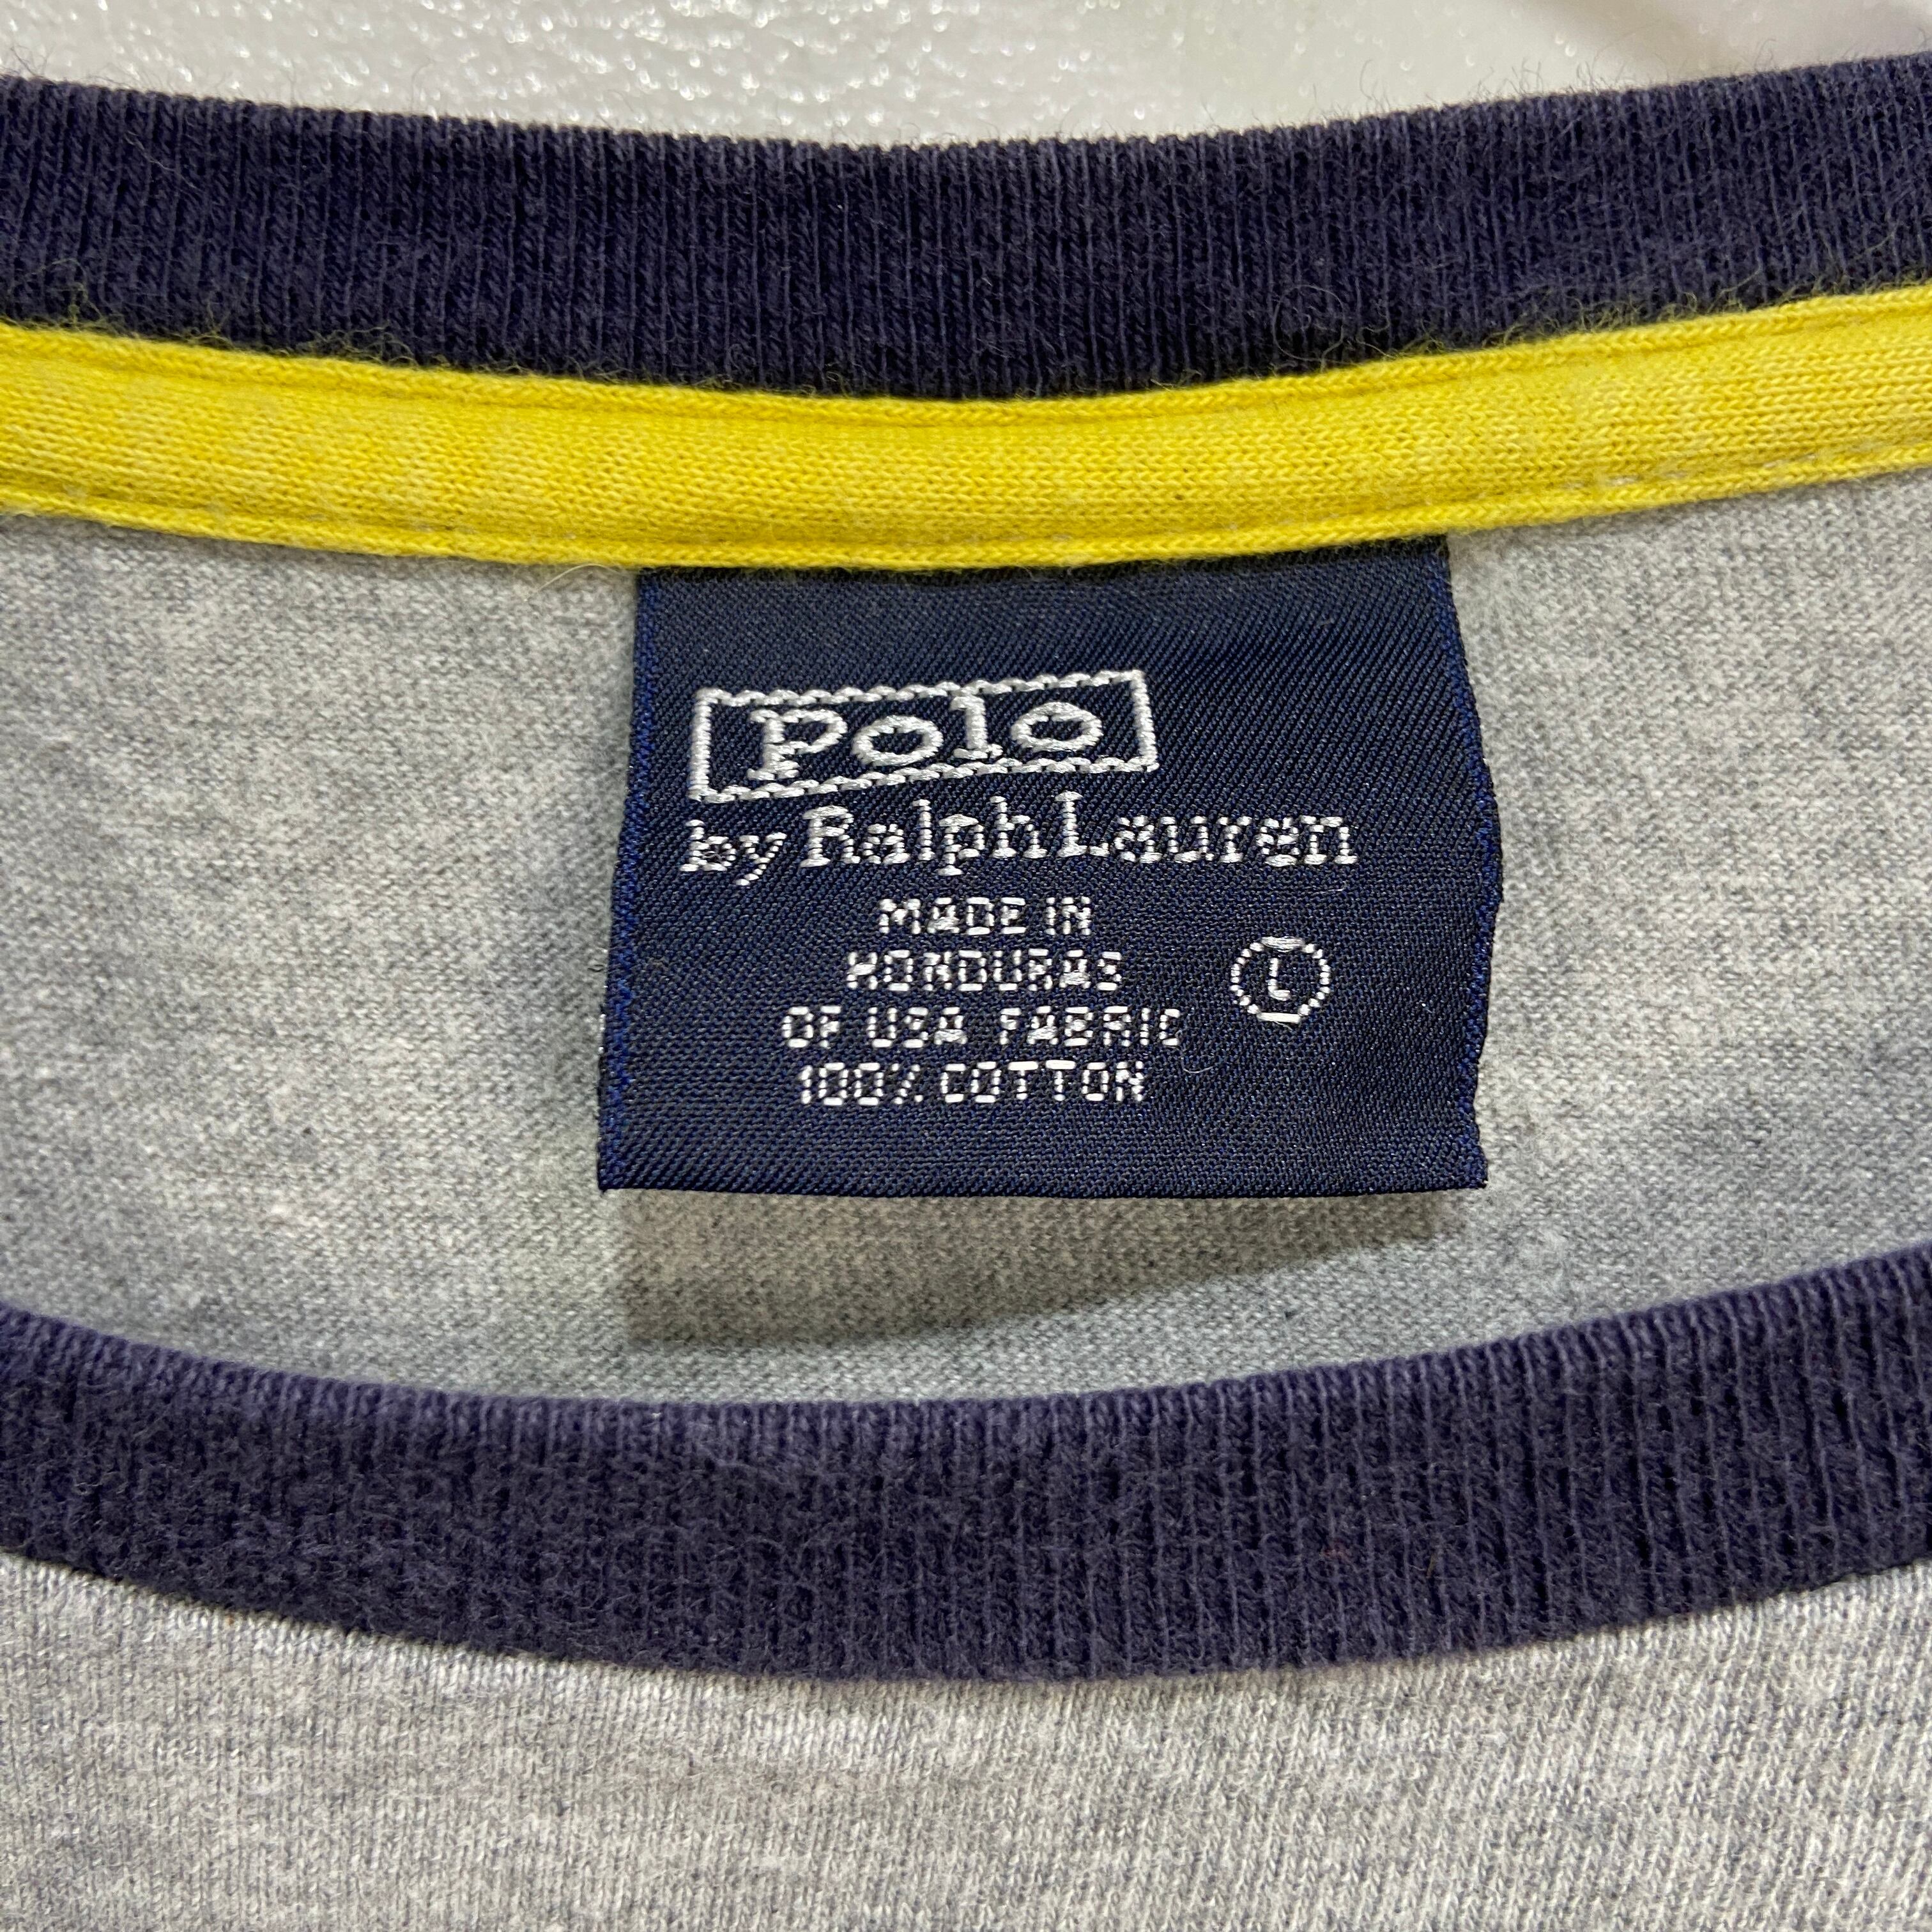 Polo
by Ralph Lauren
MADE IN
HONDURAS
OF USA FABRIC
100% COTTON
L